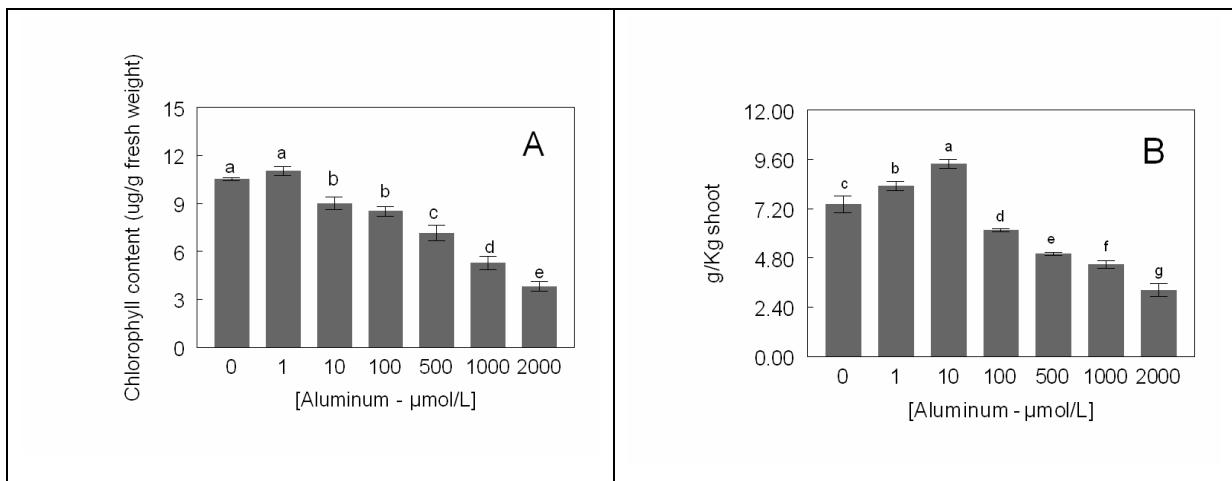 Chlorophyll content (ug/g fresh weight)
15
12
9
6
3
0
A
a
a
b
b
c
d
e
0 1 10 100 500 1000 2000
[Aluminum - µmol/L]
g/Kg shoot
12.00
9.60
7.20
4.80
2.40
0.00
B
c
b
a
d
e
f
g
0 1 10 100 500 1000 2000
[Aluminum - µmol/L]